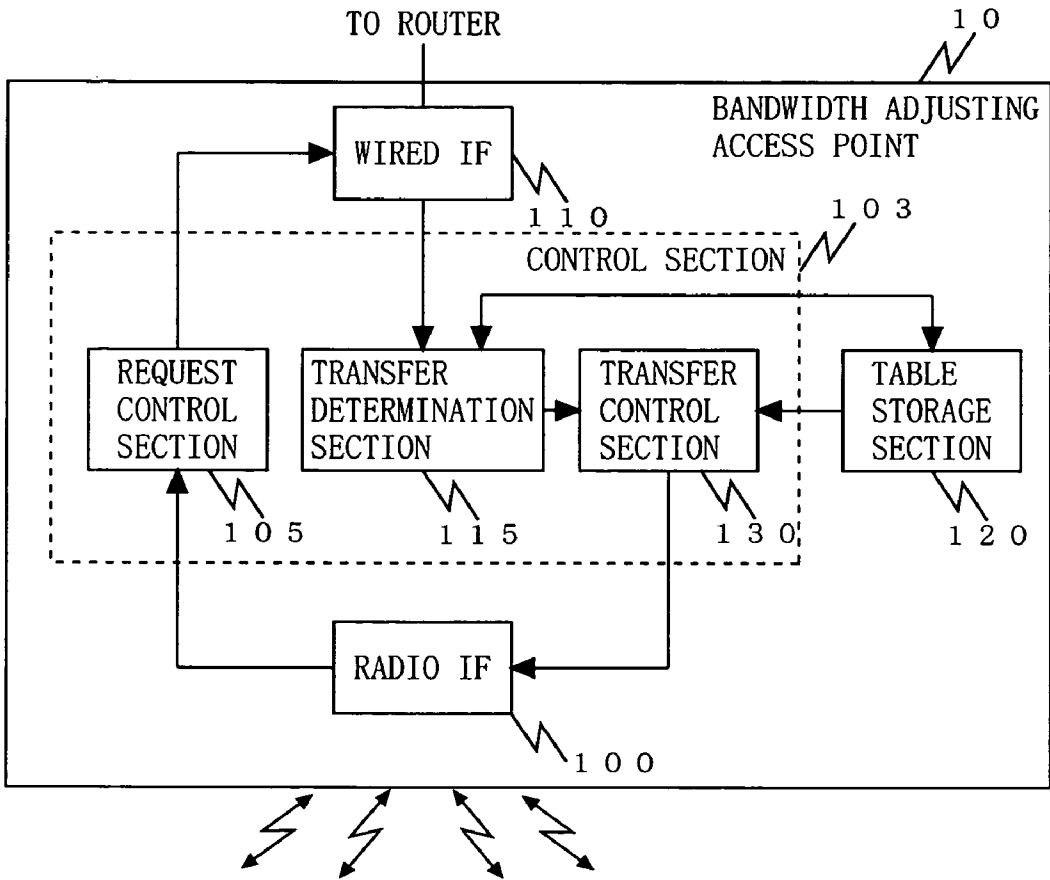 TO ROUTER
10
BANDWIDTH ADJUSTING
ACCESS POINT
WIRED IF
110
103
CONTROL SECTION
REQUEST
CONTROL
SECTION
TRANSFER
DETERMINATION
SECTION
TRANSFER
CONTROL
SECTION
TABLE
STORAGE
SECTION
105
115
130
120
RADIO IF
100